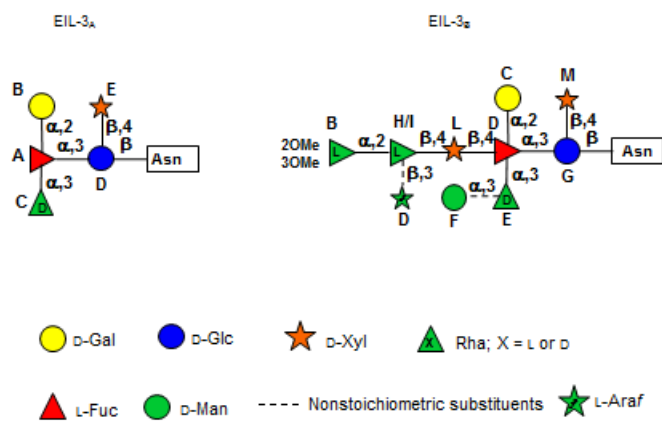 EIL-3A
EIL-3B
B
E
α,2
β,4
A
α,3
β
Asn
D
α,3
C
D
C
M
B
H/I
L
D
α,2
β,4
2OMe
3OMe
L
α,2
L
β,4
β,4
α,3
β
Asn
G
β,3
α,3
α,3
D
D
F
E
D-Gal
D-Glc
D-Xyl
X
Rha; X = L or D
L-Fuc
D-Man
---- Nonstoichiometric substituents
L-Araf